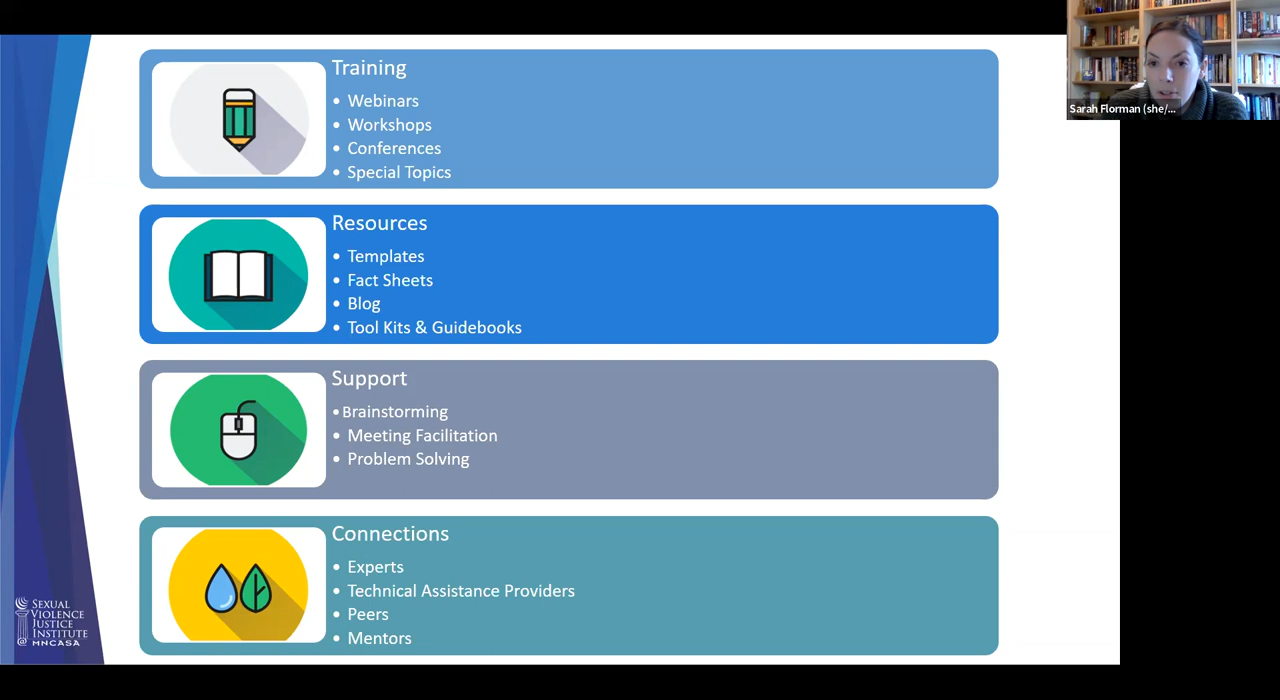 Training
• Webinars
• Workshops
• Conferences
• Special Topics
Resources
• Templates
• Fact Sheets
• Blog
• Tool Kits & Guidebooks
Support
• Brainstorming
• Meeting Facilitation
• Problem Solving
Connections
• Experts
• Technical Assistance Providers
• Peers
• Mentors
Sexual
Violence
Justice
Institute
MNCASA
Sarah Florman (she/...